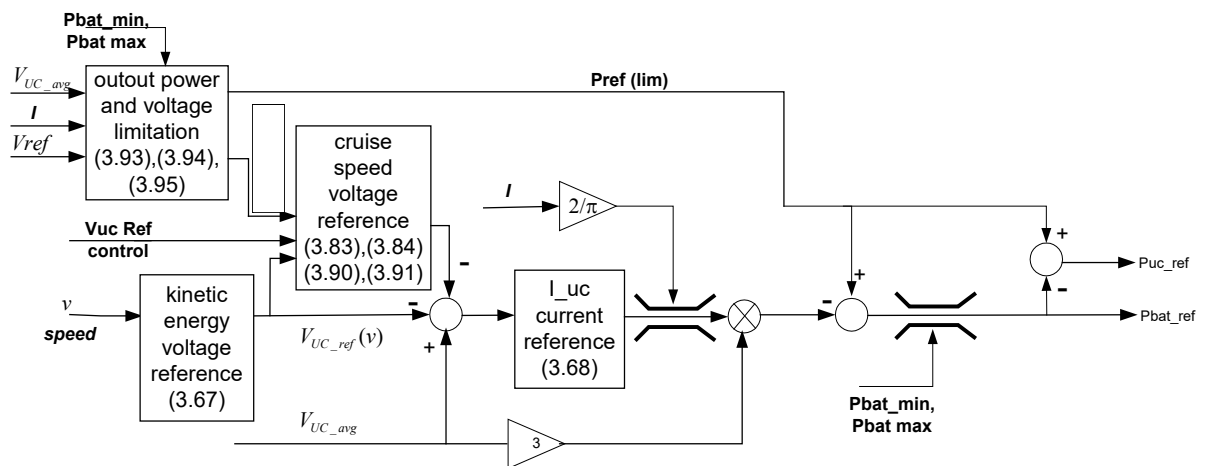 Pbat_min,
Pbat max
V_UC_avg
I
Vref
outout power
and voltage
limitation
(3.93),(3.94),
(3.95)
Pref (lim)
cruise
speed
voltage
reference
(3.83),(3.84)
(3.90),(3.91)
I
2/π
Vuc Ref
control
v
speed
kinetic
energy
voltage
reference
(3.67)
V_UC_ref(v)
-
-
+
I_uc
current
reference
(3.68)
V_UC_avg
3
-
+
+
-
Puc_ref
Pbat_ref
Pbat_min,
Pbat max